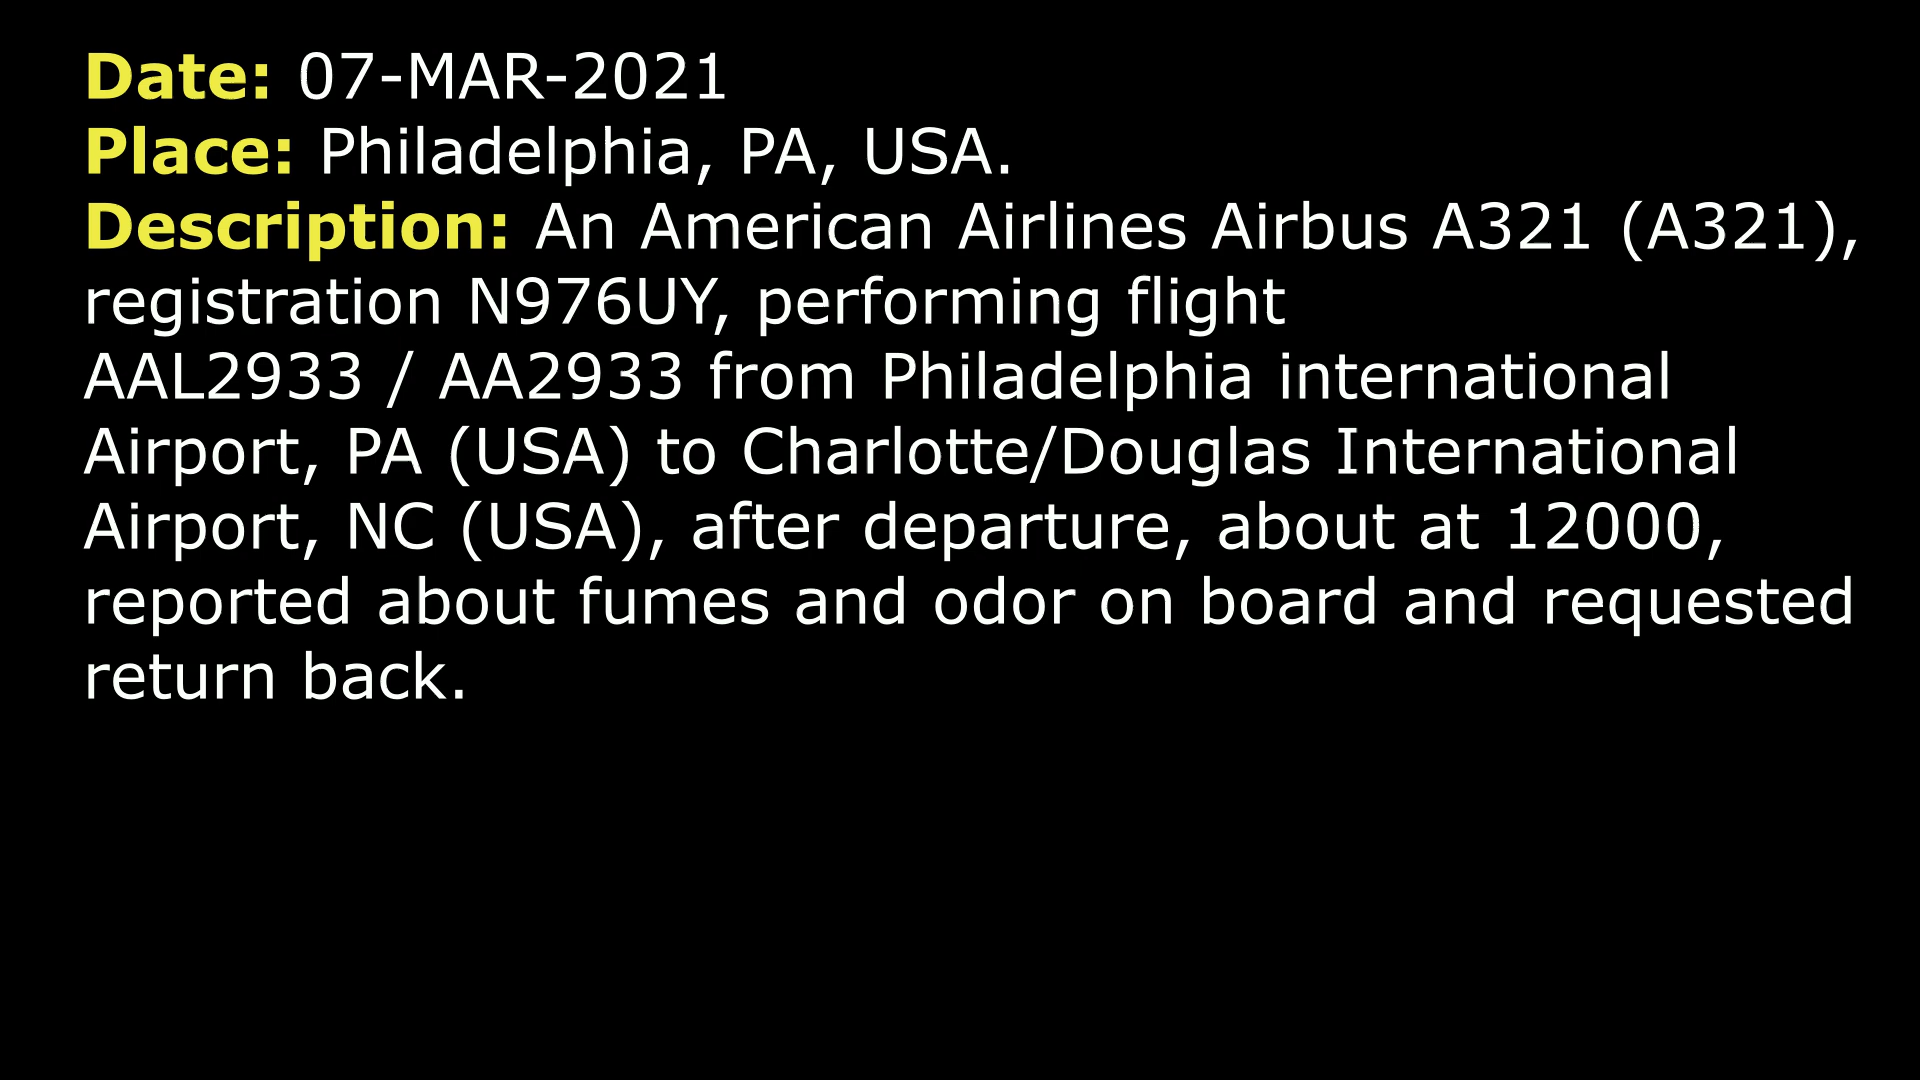 Date: 07-MAR-2021
Place: Philadelphia, PA, USA.
Description: An American Airlines Airbus A321 (A321),
registration N976UY, performing flight
AAL2933 / AA2933 from Philadelphia international
Airport, PA (USA) to Charlotte/Douglas International
Airport, NC (USA), after departure, about at 12000,
reported about fumes and odor on board and requested
return back.